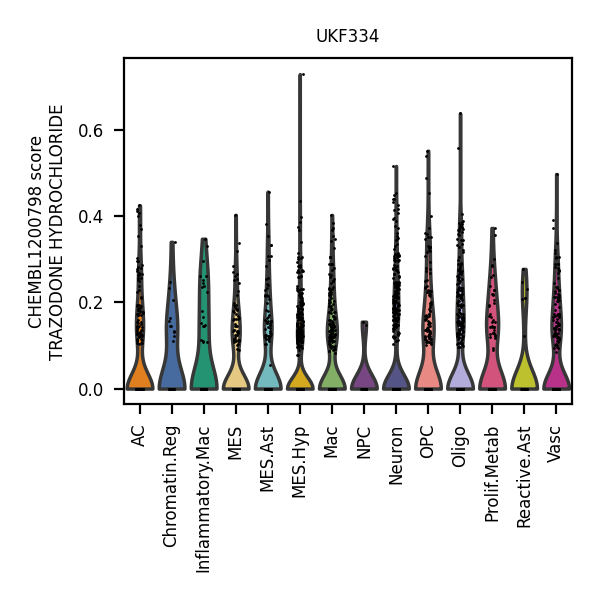 UKF334
CHEMBL1200798 score
TRAZODONE HYDROCHLORIDE
0.6
0.4
0.2
0.0
AC
Chromatin.Reg
Inflammatory.Mac
MES
MES.Ast
MES.Hyp
Mac
NPC
Neuron
OPC
Oligo
Prolif.Metab
Reactive.Ast
Vasc